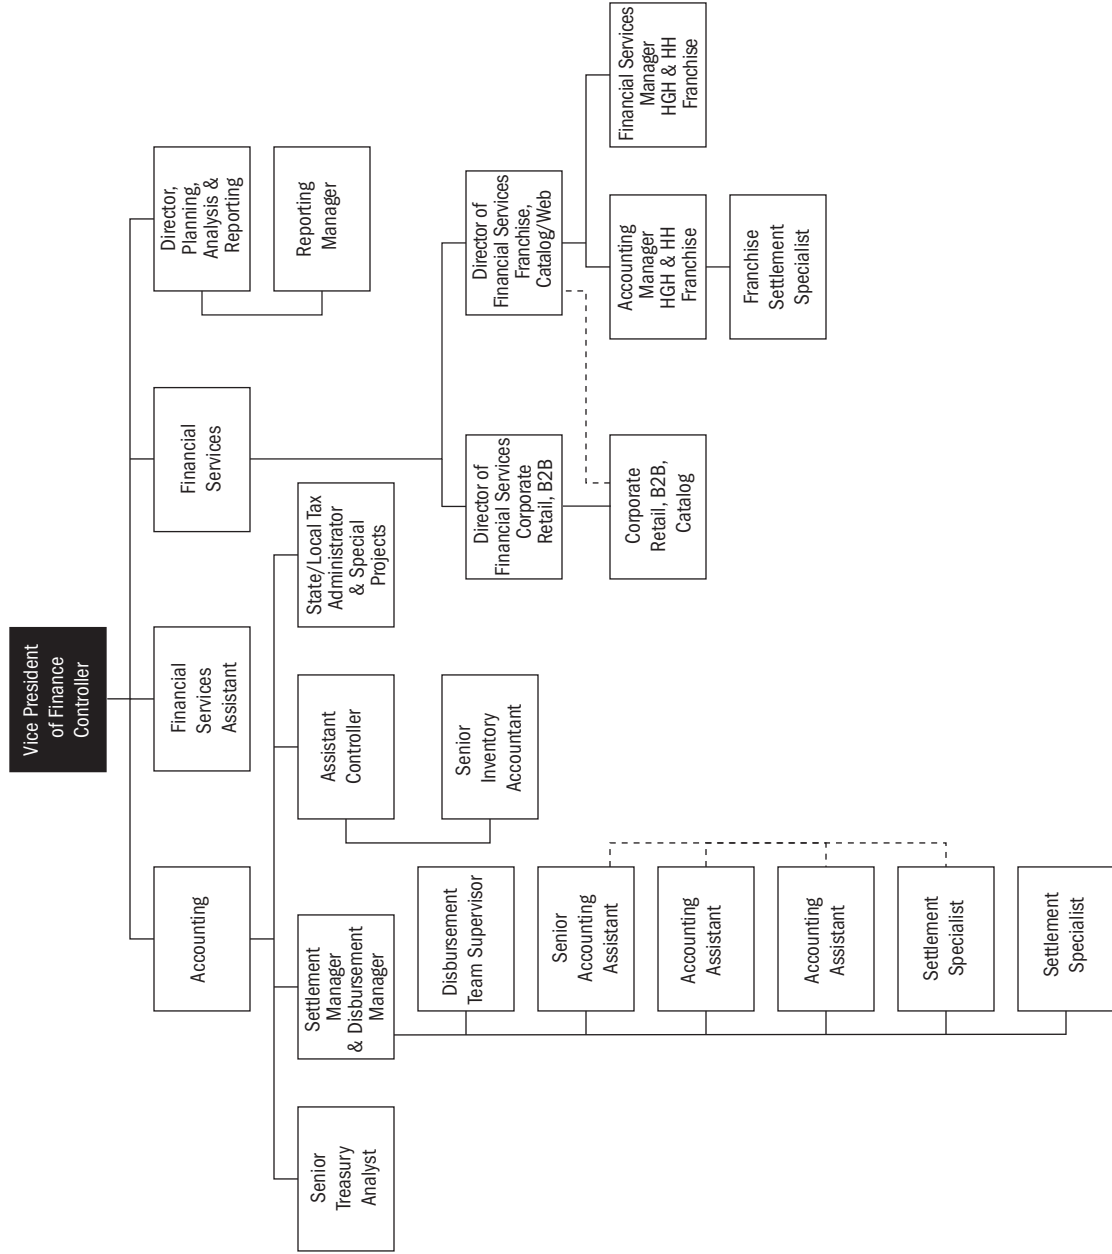 Vice President
of Finance
Controller
Accounting
Financial
Services
Assistant
Financial
Services
Director,
Planning,
Analysis &
Reporting
Reporting
Manager
Senior
Treasury
Analyst
Settlement
Manager
& Disbursement
Manager
Assistant
Controller
State/Local Tax
Administrator
& Special
Projects
Disbursement
Team Supervisor
Senior
Accounting
Assistant
Accounting
Assistant
Accounting
Assistant
Settlement
Specialist
Settlement
Specialist
Senior
Inventory
Accountant
Director of
Financial Services
Corporate
Retail, B2B
Director of
Financial Services
Franchise,
Catalog/Web
Corporate
Retail, B2B,
Catalog
Accounting
Manager
HGH & HH
Franchise
Financial Services
Manager
HGH & HH
Franchise
Franchise
Settlement
Specialist